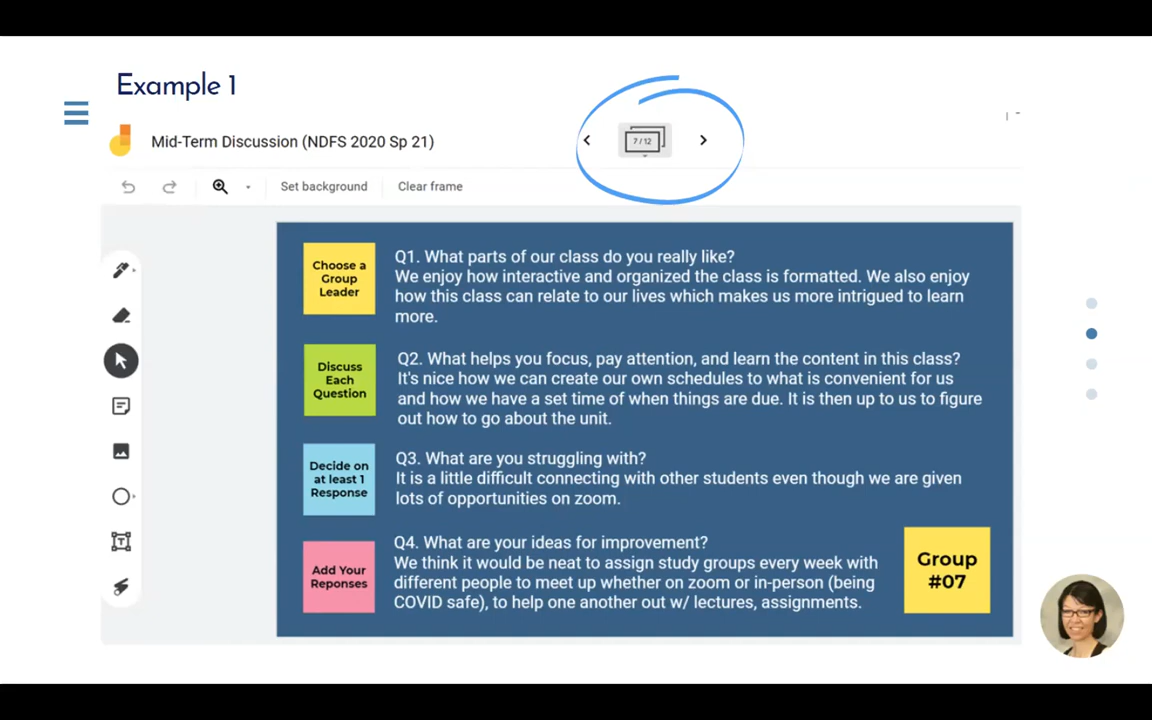 Example 1
Mid-Term Discussion (NDFS 2020 Sp 21)
7 / 12
Set background
Clear frame
Choose a
Group
Leader
Q1. What parts of our class do you really like?
We enjoy how interactive and organized the class is formatted. We also enjoy
how this class can relate to our lives which makes us more intrigued to learn
more.
Discuss
Each
Question
Q2. What helps you focus, pay attention, and learn the content in this class?
It's nice how we can create our own schedules to what is convenient for us
and how we have a set time of when things are due. It is then up to us to figure
out how to go about the unit.
Decide on
at least 1
Response
Q3. What are you struggling with?
It is a little difficult connecting with other students even though we are given
lots of opportunities on zoom.
Add Your
Reponses
Q4. What are your ideas for improvement?
We think it would be neat to assign study groups every week with
different people to meet up whether on zoom or in-person (being
COVID safe), to help one another out w/ lectures, assignments.
Group
#07